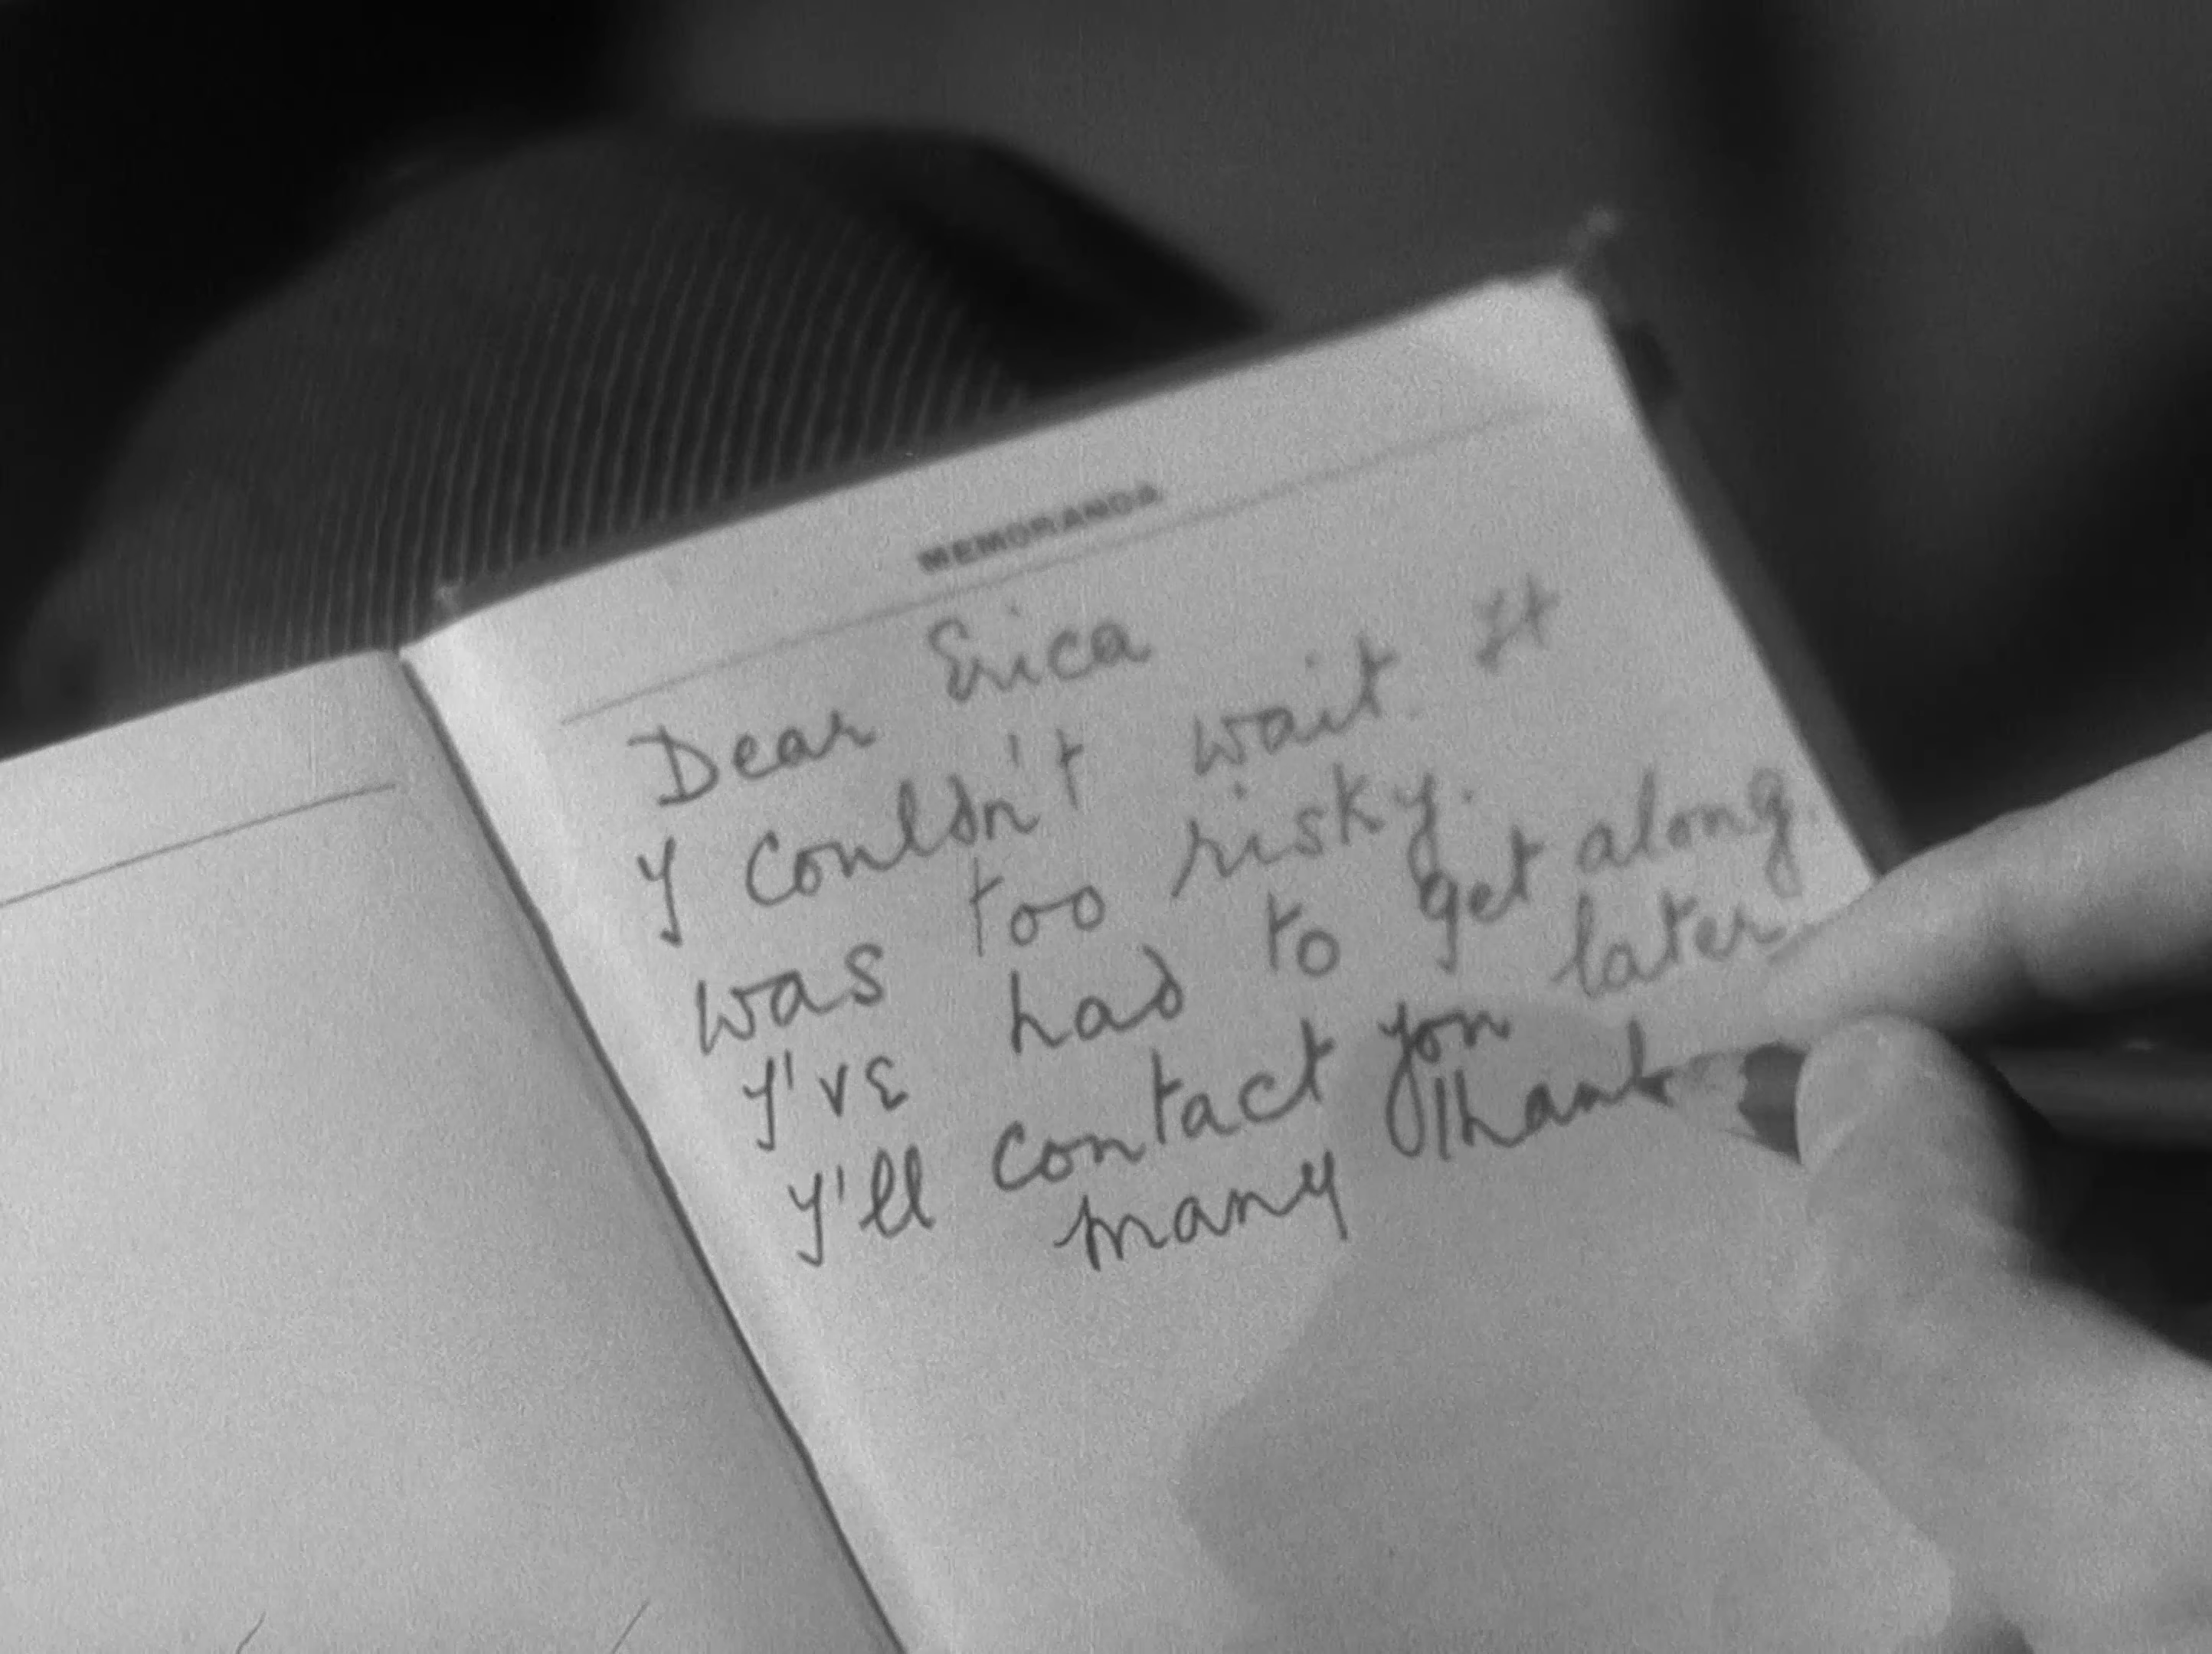 MEMORANDA
Dear Erica
I couldn't wait. It
was too risky.
I've had to get along.
I'll contact you later.
many thank